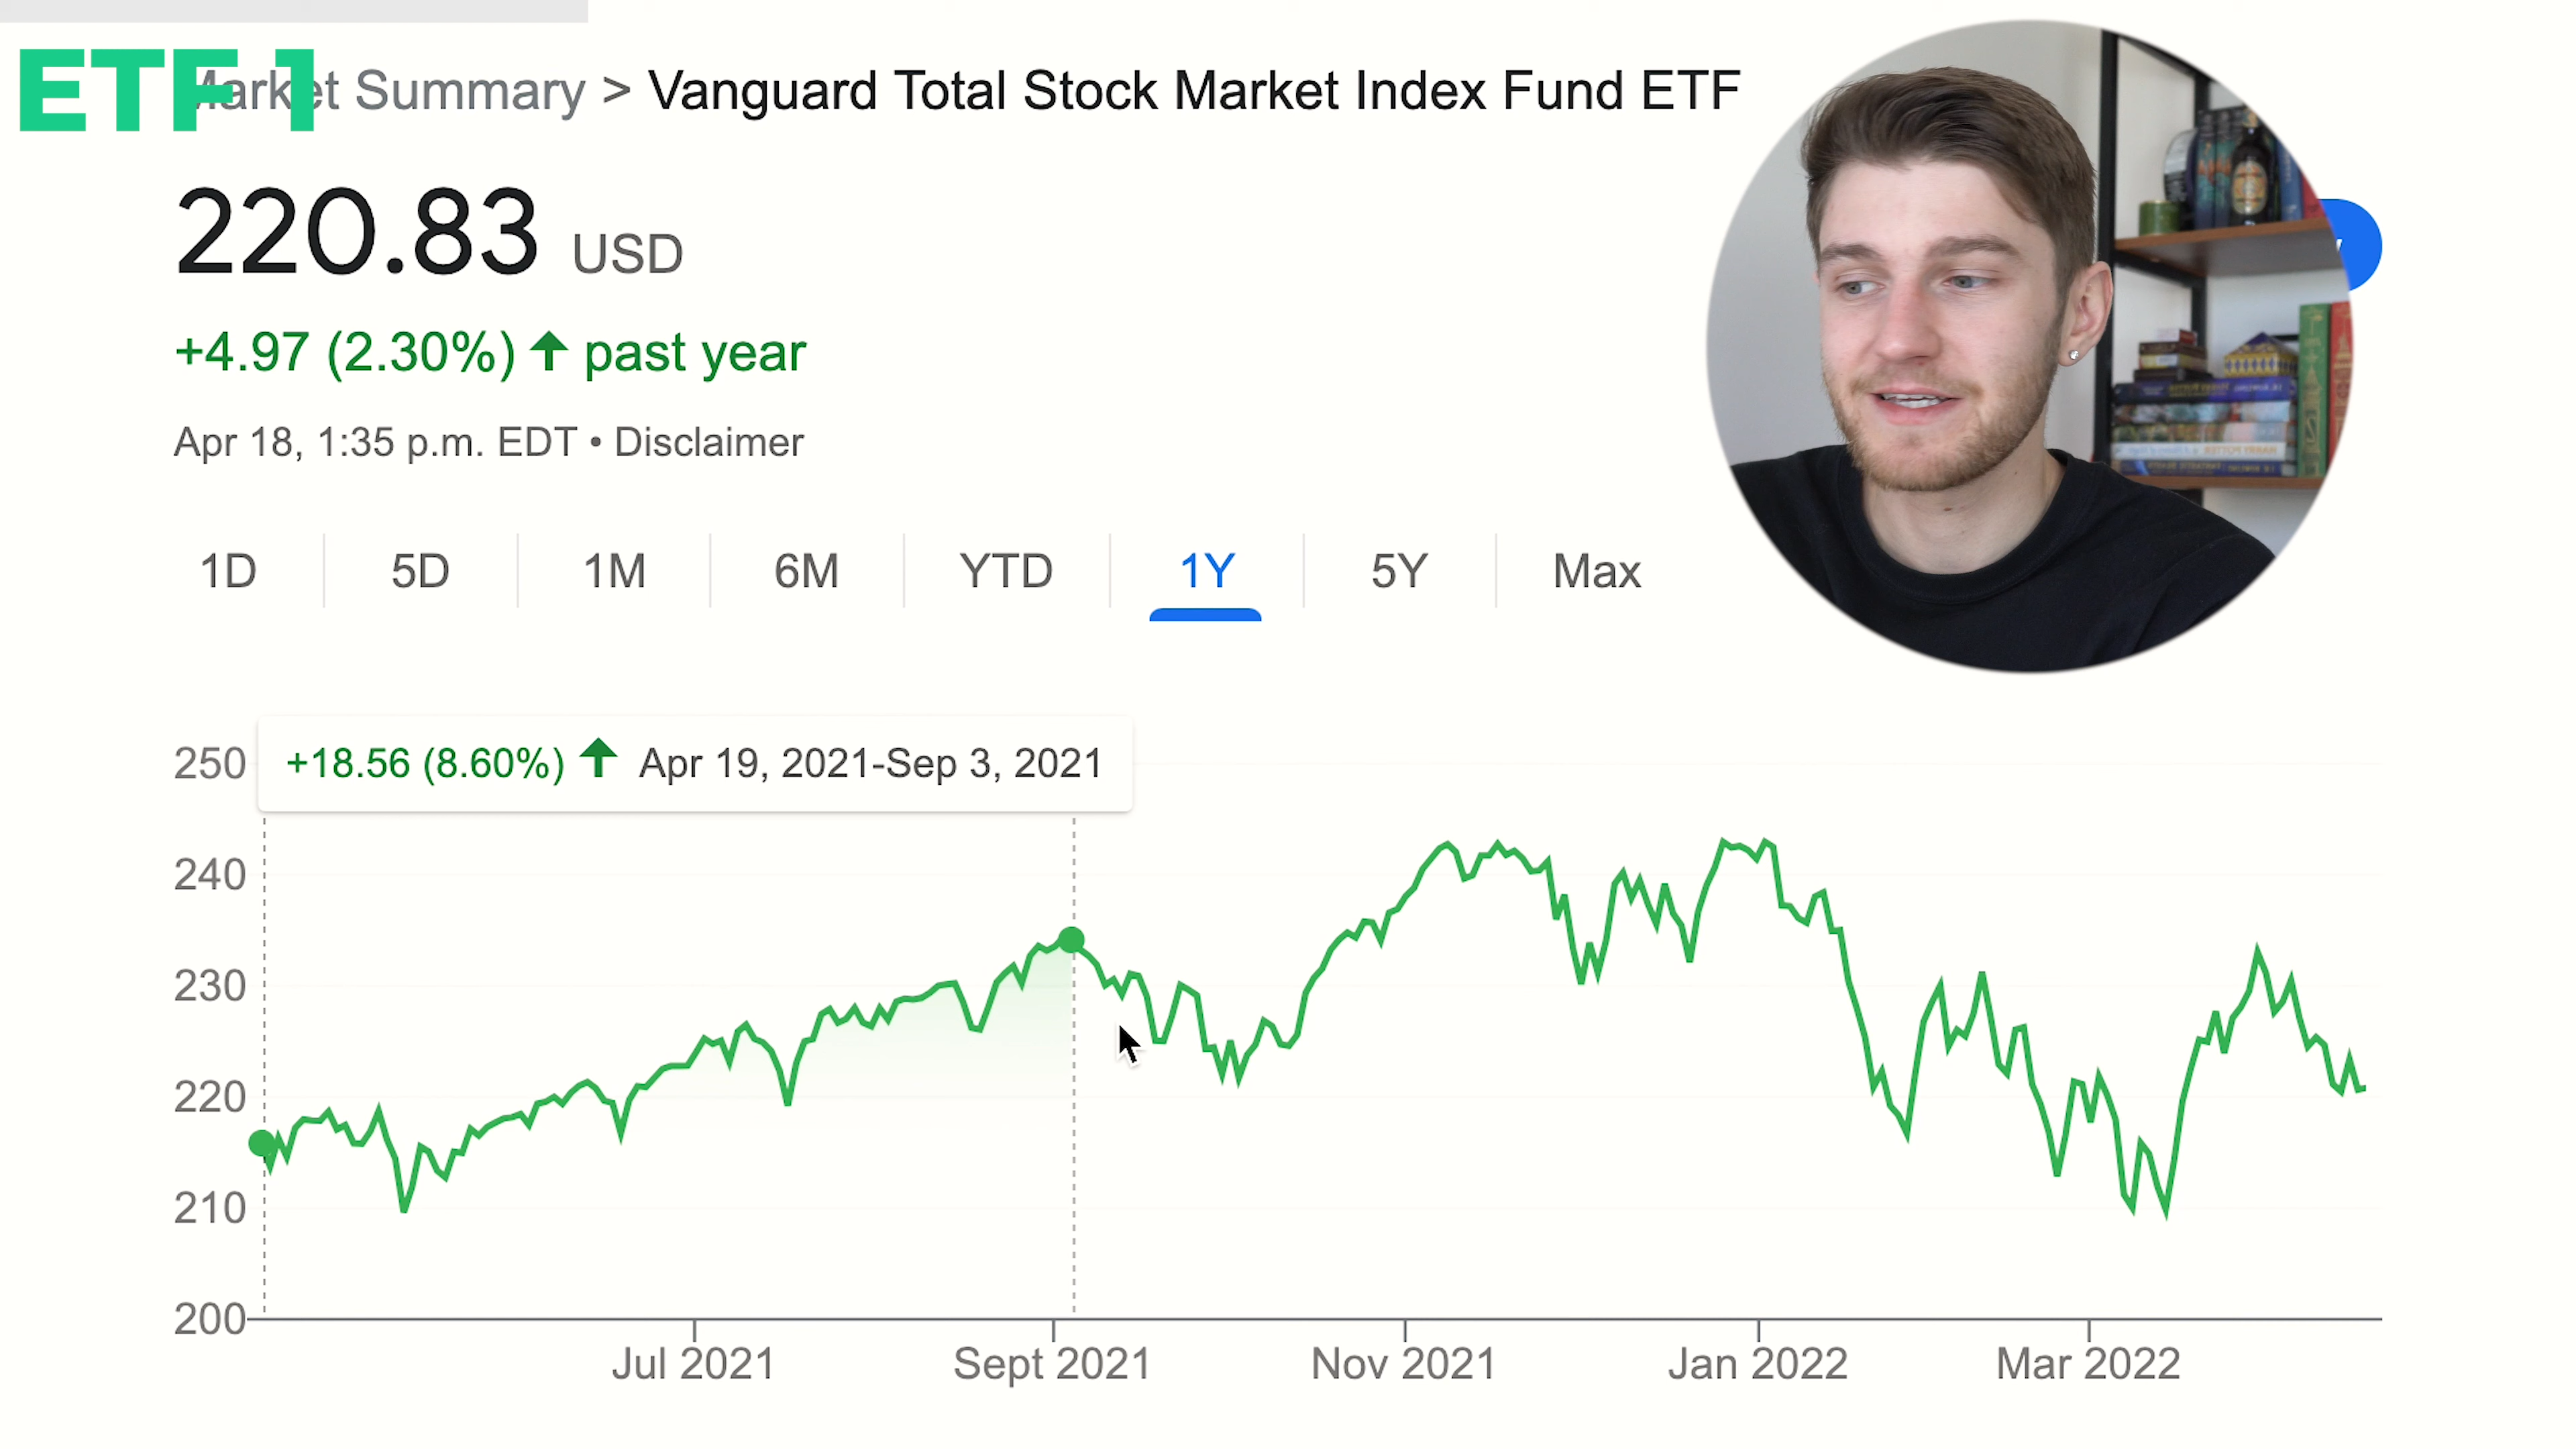 ETF 1
Market Summary > Vanguard Total Stock Market Index Fund ETF
220.83 USD
+4.97 (2.30%) ↑ past year
Apr 18, 1:35 p.m. EDT • Disclaimer
1D 5D 1M 6M YTD 1Y 5Y Max
+18.56 (8.60%) ↑ Apr 19, 2021-Sep 3, 2021
250
240
230
220
210
200
Jul 2021 Sept 2021 Nov 2021 Jan 2022 Mar 2022